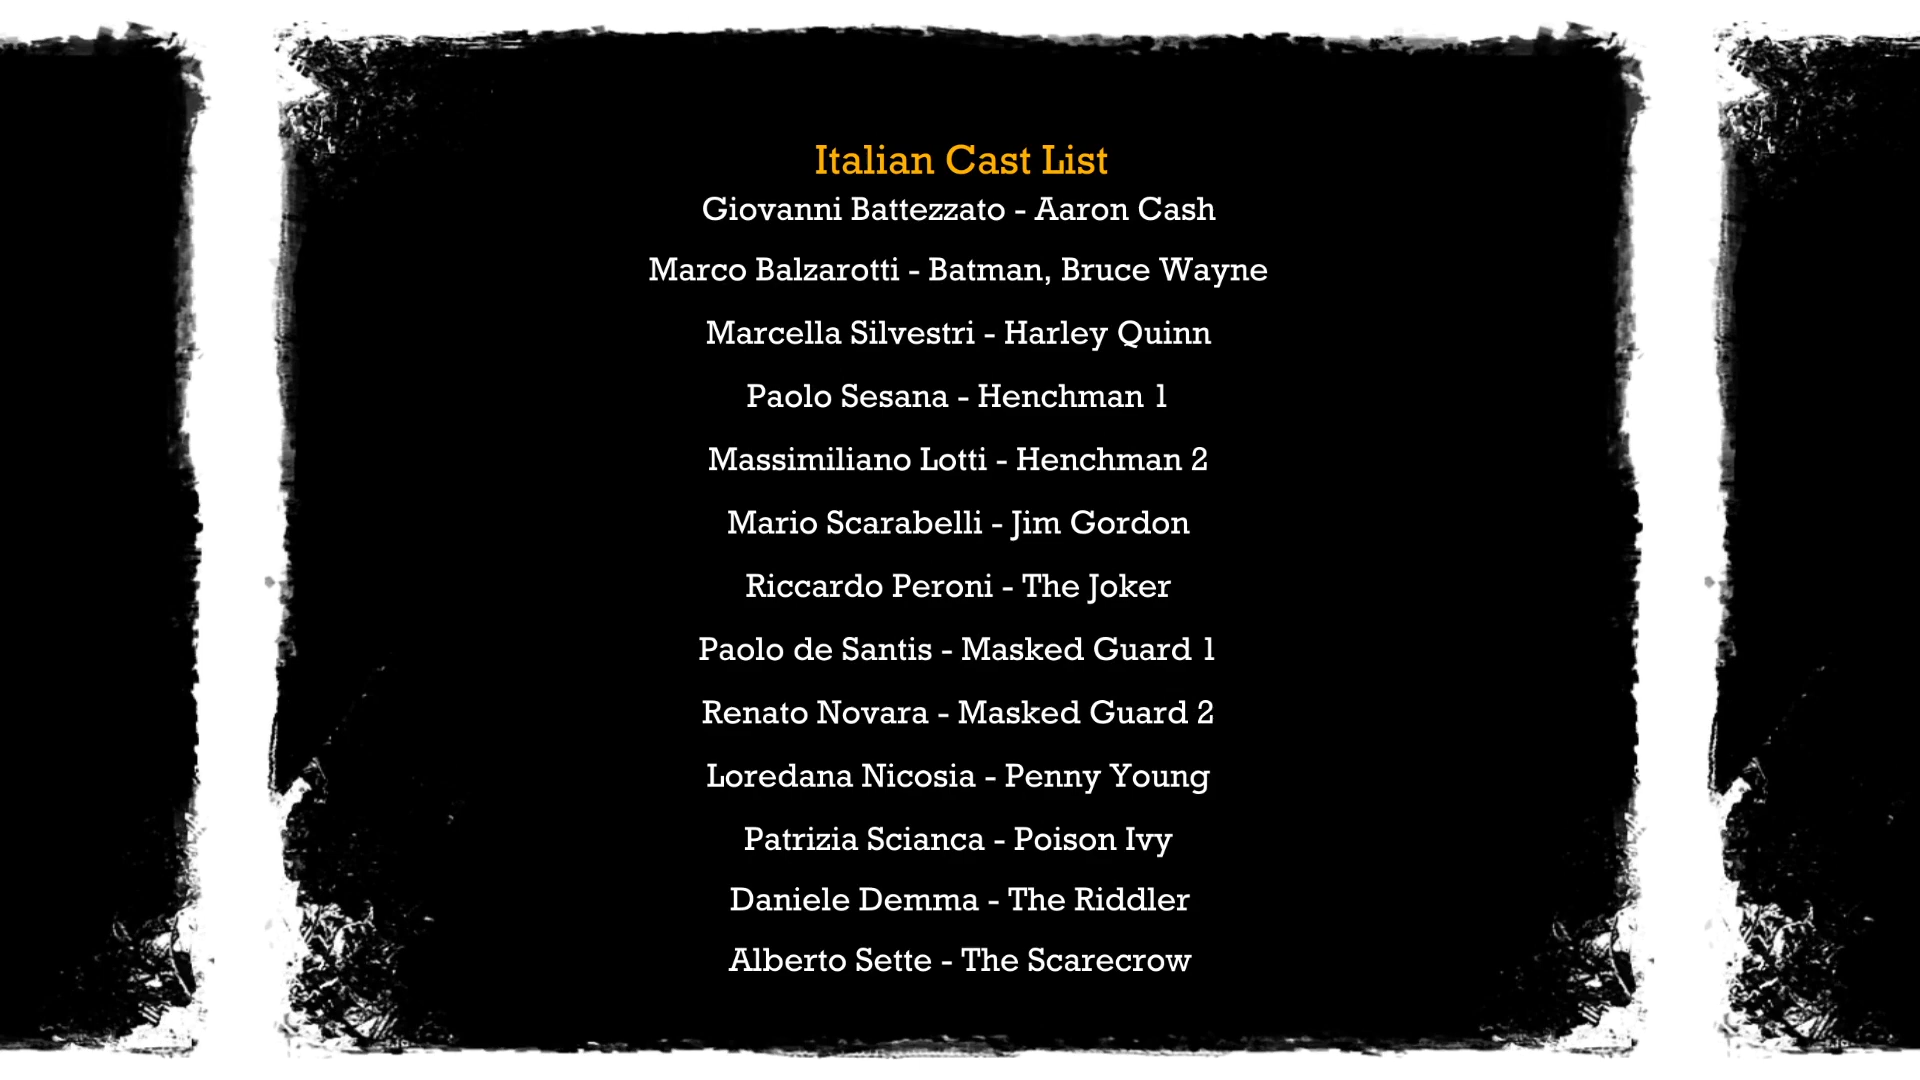 Italian Cast List
Giovanni Battezzato - Aaron Cash
Marco Balzarotti - Batman, Bruce Wayne
Marcella Silvestri - Harley Quinn
Paolo Sesana - Henchman 1
Massimiliano Lotti - Henchman 2
Mario Scarabelli - Jim Gordon
Riccardo Peroni - The Joker
Paolo de Santis - Masked Guard 1
Renato Novara - Masked Guard 2
Loredana Nicosia - Penny Young
Patrizia Scianca - Poison Ivy
Daniele Demma - The Riddler
Alberto Sette - The Scarecrow